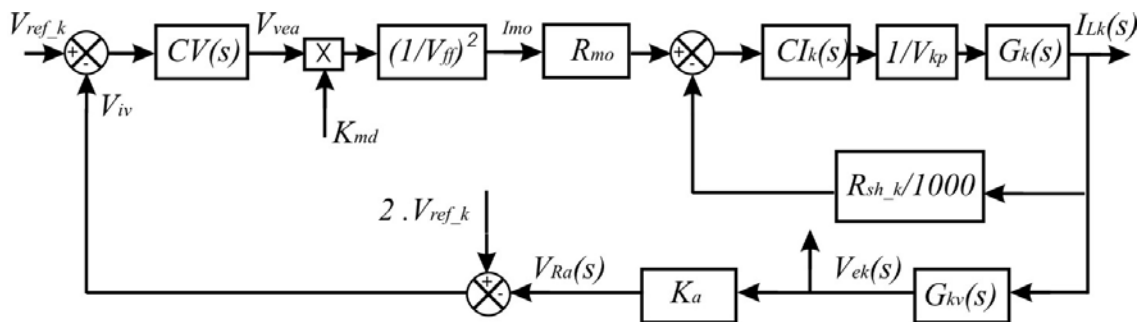 V_ref_k
+
-
CV(s)
V_vea
X
K_md
(1/V_ff)^2
Imo
R_mo
+
-
CI_k(s)
1/V_kp
G_k(s)
I_Lk(s)
V_iv
R_sh_k/1000
2 . V_ref_k
+
-
V_Ra(s)
K_a
V_ek(s)
G_kv(s)